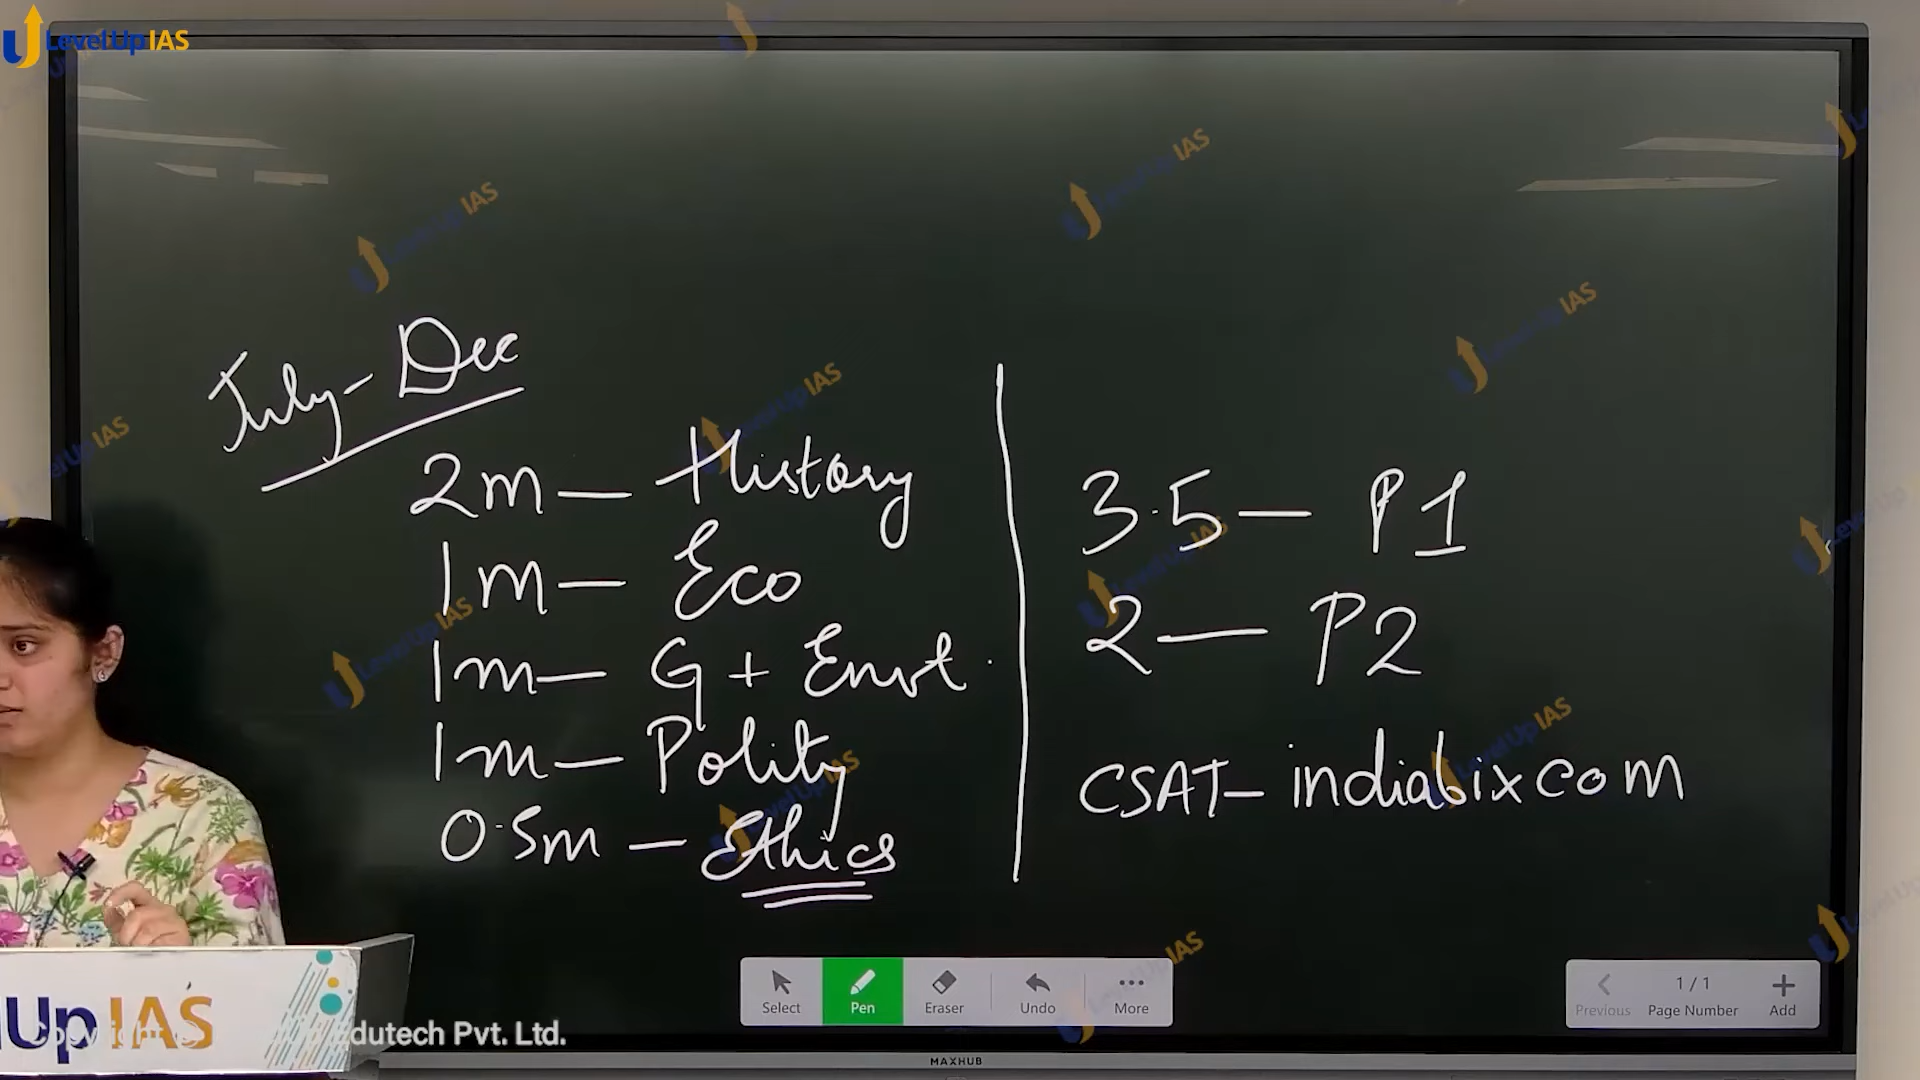 LevelUp IAS
July - Dec
2m — History
1m — Eco
1m — G + Envt.
1m — Polity
0.5m — Ethics
3.5 — P1
2 — P2
CSAT - indiabix com
Select
Pen
Eraser
Undo
More
Previous
1 / 1
Page Number
Add
MAXHUB
Up IAS
Edutech Pvt. Ltd.